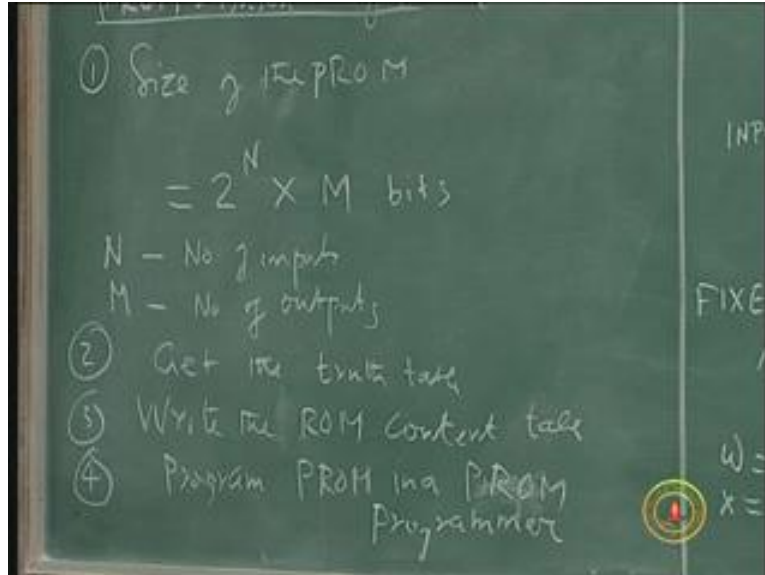 ① Size of the PROM
= 2^N X M bits
N - No of inputs
M - No of outputs
② Get the truth table
③ Write the ROM content table
④ Program PROM in a PROM
Programmer
INP
FIXE
W =
X =